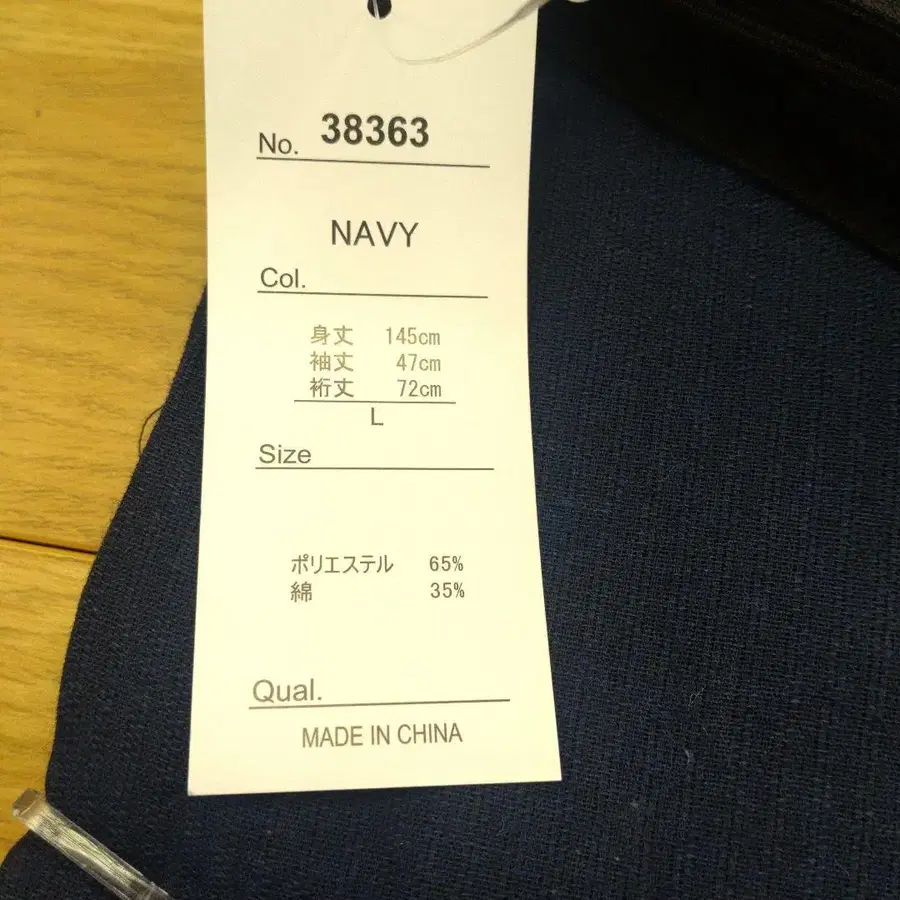 No. 38363
NAVY
Col.
身丈 145cm
袖丈 47cm
裄丈 72cm
L
Size
ポリエステル 65%
綿 35%
Qual.
MADE IN CHINA